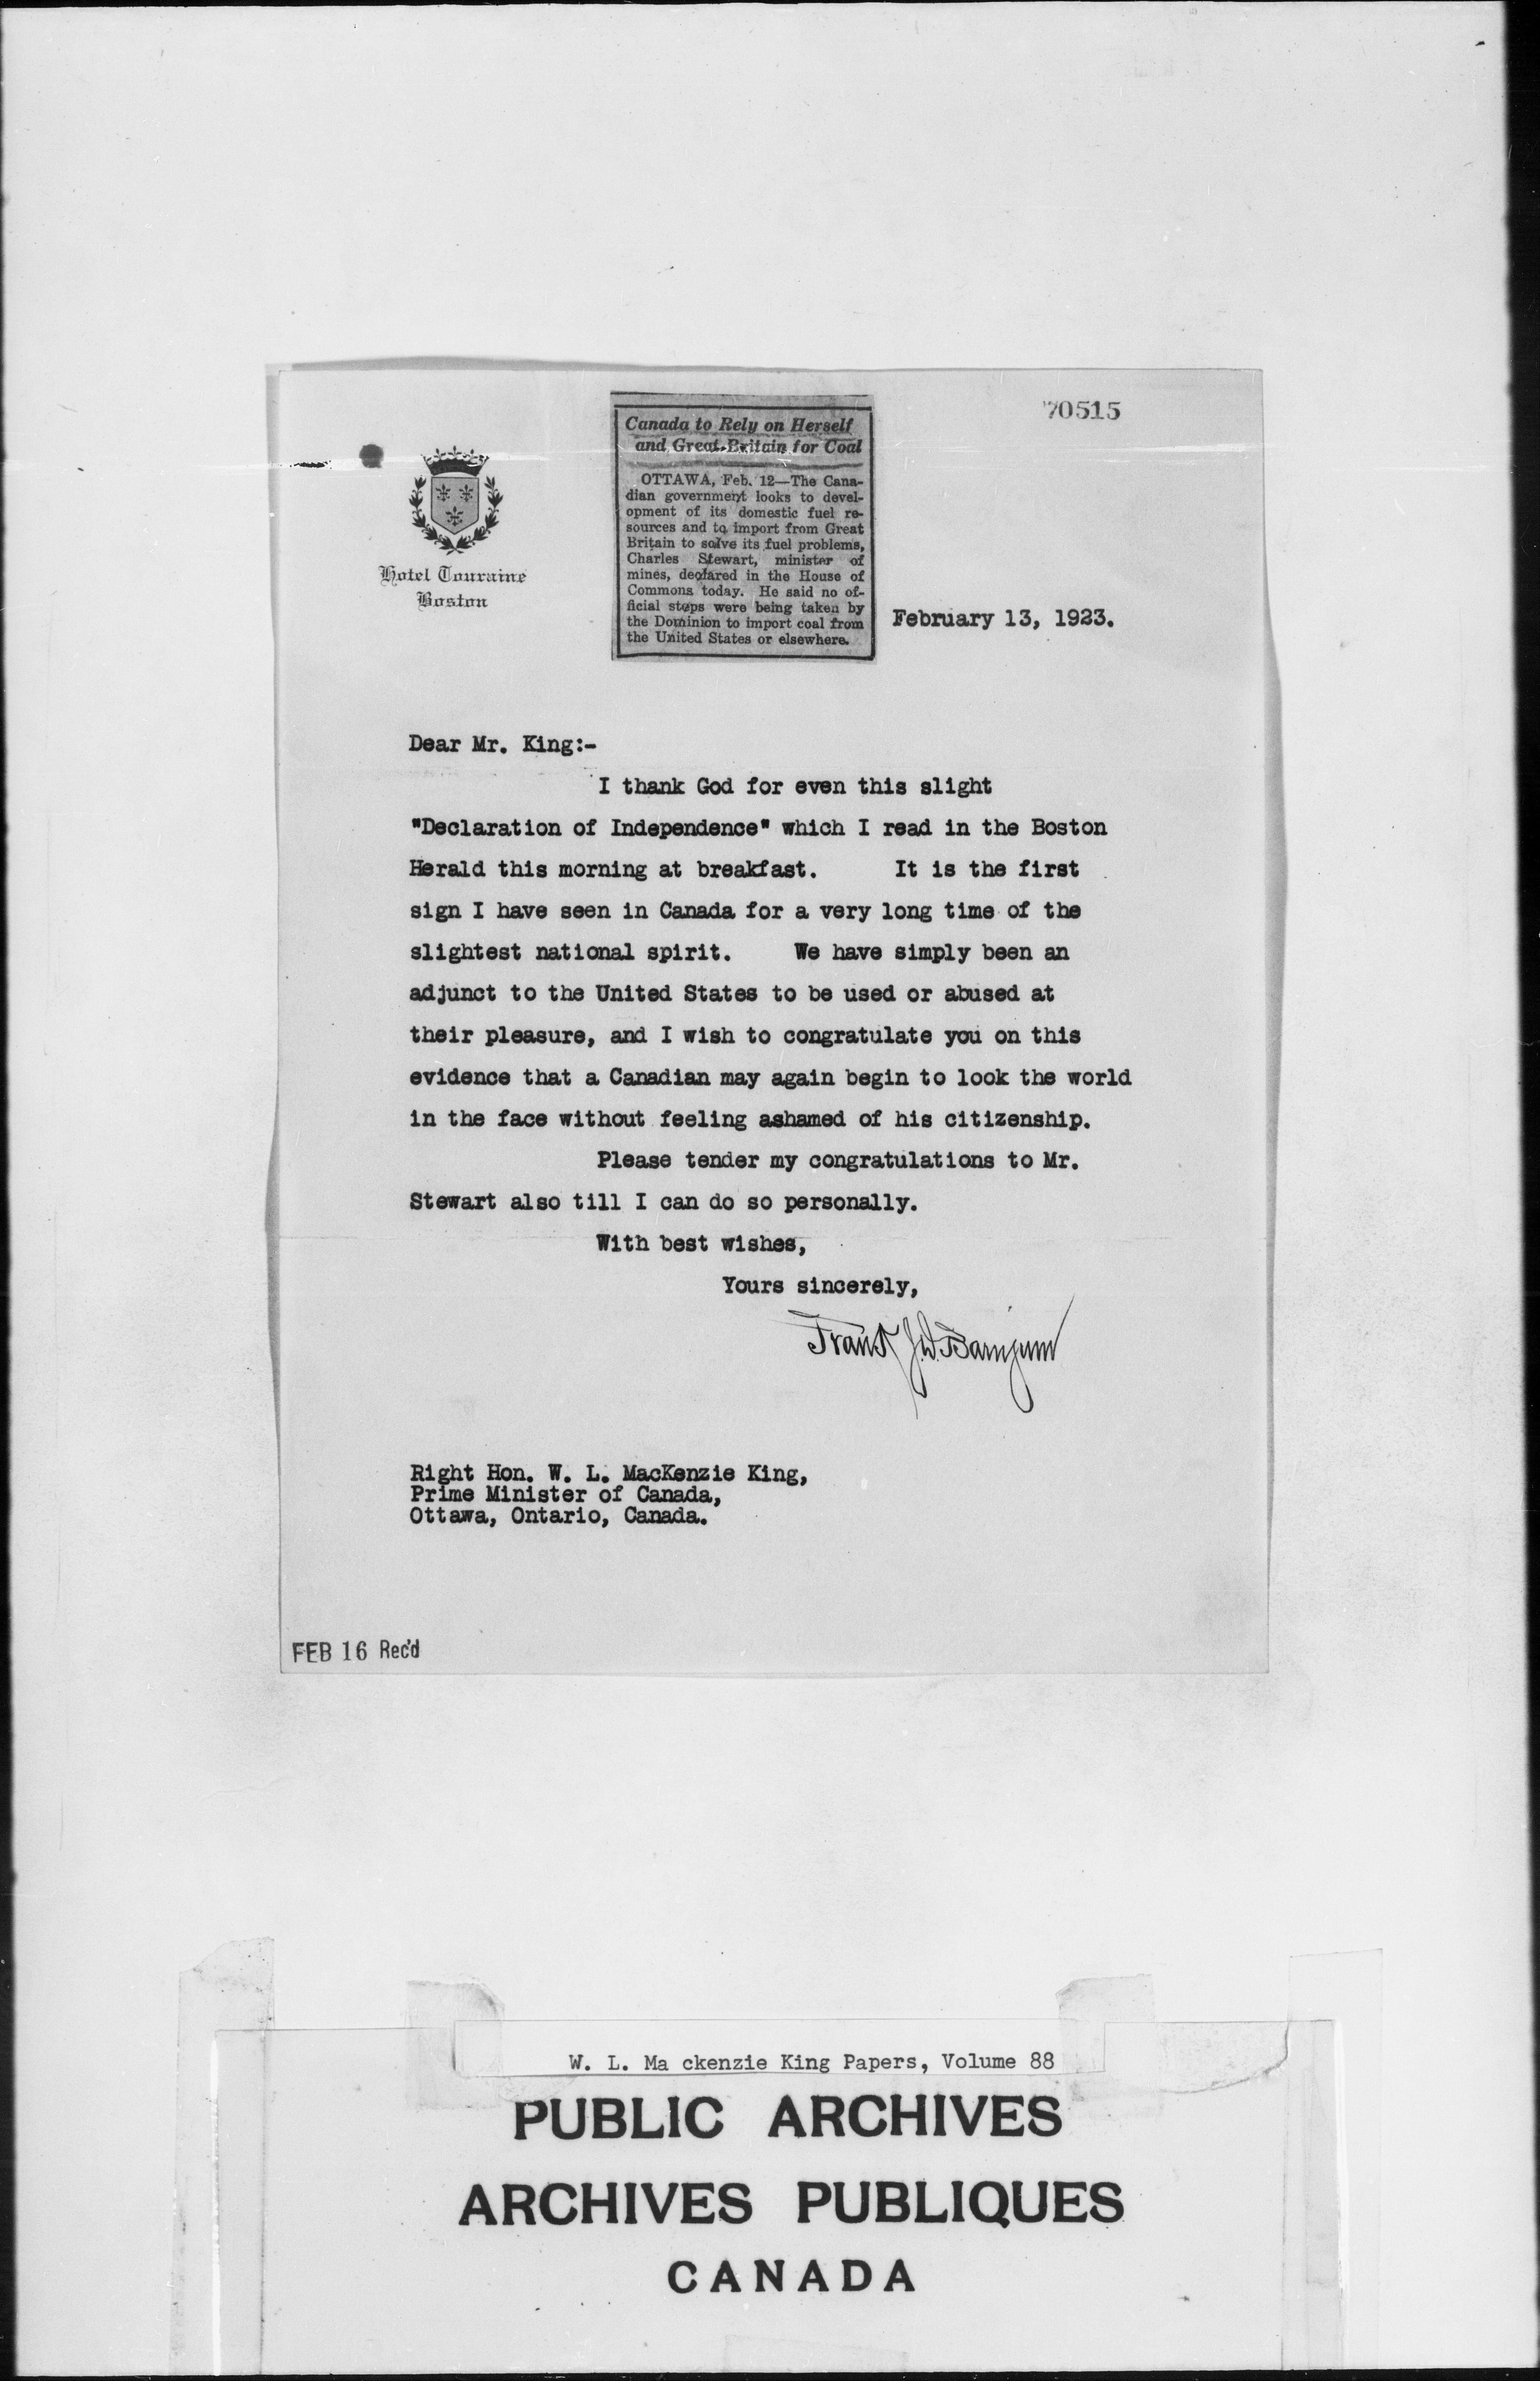 70515
Canada to Rely on Herself
and Great Britain for Coal
OTTAWA, Feb. 12—The Cana-
dian government looks to devel-
opment of its domestic fuel re-
sources and to import from Great
Britain to solve its fuel problems,
Charles Stewart, minister of
mines, declared in the House of
Commons today. He said no of-
ficial steps were being taken by
the Dominion to import coal from
the United States or elsewhere.
Hotel Touraine
Boston
February 13, 1923.
Dear Mr. King:-
I thank God for even this slight
"Declaration of Independence" which I read in the Boston
Herald this morning at breakfast. It is the first
sign I have seen in Canada for a very long time of the
slightest national spirit. We have simply been an
adjunct to the United States to be used or abused at
their pleasure, and I wish to congratulate you on this
evidence that a Canadian may again begin to look the world
in the face without feeling ashamed of his citizenship.
Please tender my congratulations to Mr.
Stewart also till I can do so personally.
With best wishes,
Yours sincerely,
Frank J.D. Barnjum
Right Hon. W. L. MacKenzie King,
Prime Minister of Canada,
Ottawa, Ontario, Canada.
FEB 16 Rec'd
W. L. Ma ckenzie King Papers, Volume 88
PUBLIC ARCHIVES
ARCHIVES PUBLIQUES
CANADA